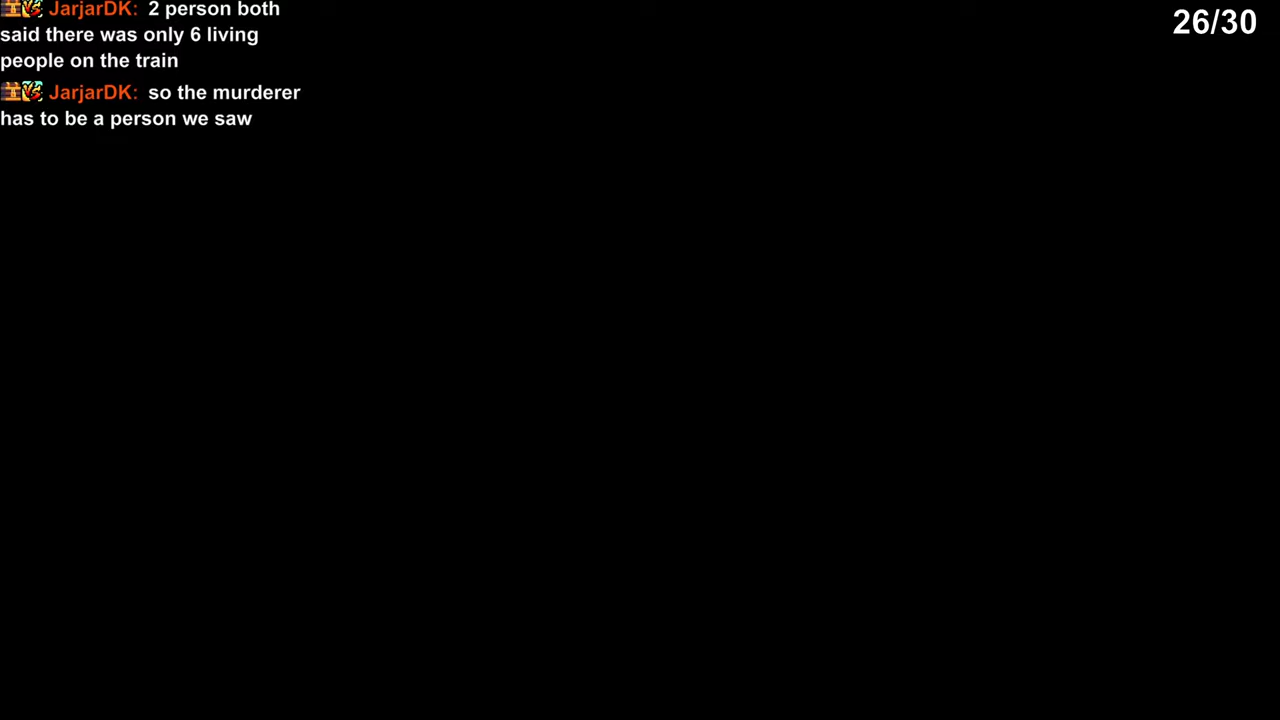 JarjarDK: 2 person both
said there was only 6 living
people on the train
JarjarDK: so the murderer
has to be a person we saw
26/30